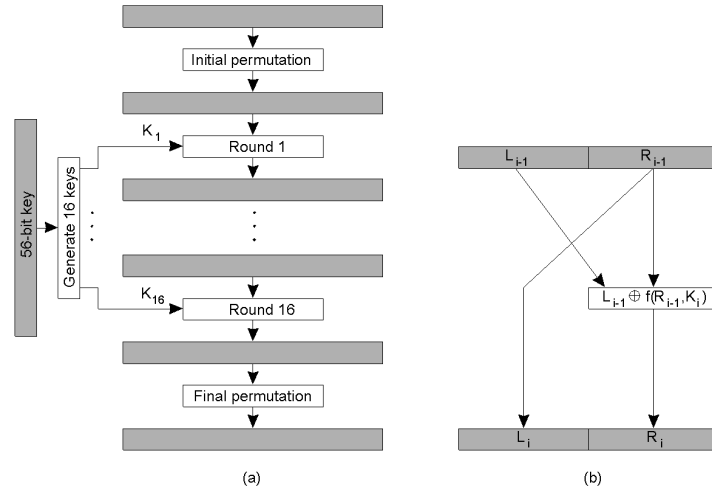 Initial permutation
K1
Round 1
56-bit key
Generate 16 keys
K16
Round 16
Final permutation
(a)
Li-1 Ri-1
Li-1 ⊕ f(Ri-1,Ki)
Li Ri
(b)